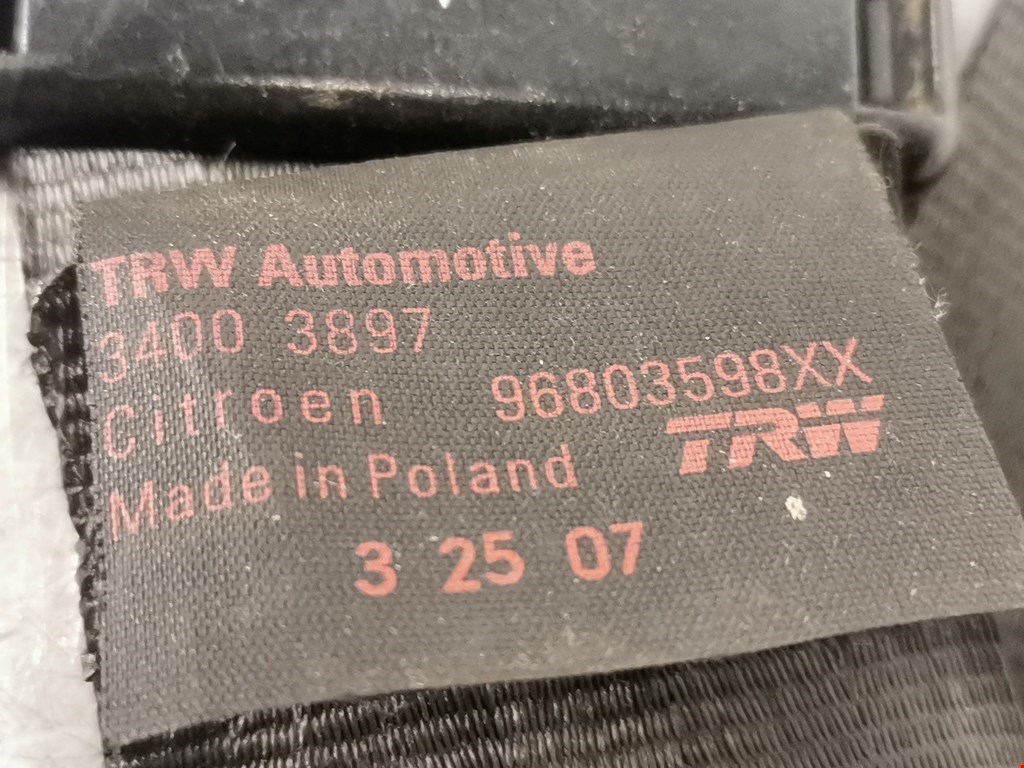 TRW Automotive
3400 3897
Citroen 96803598XX
Made in Poland TRW
3 25 07